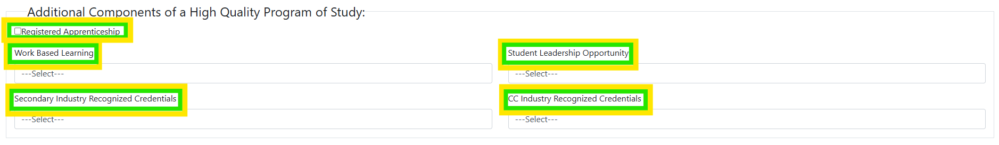 Additional Components of a High Quality Program of Study:
Registered Apprenticeship
Work Based Learning
Student Leadership Opportunity
---Select---
---Select---
Secondary Industry Recognized Credentials
CC Industry Recognized Credentials
---Select---
---Select---